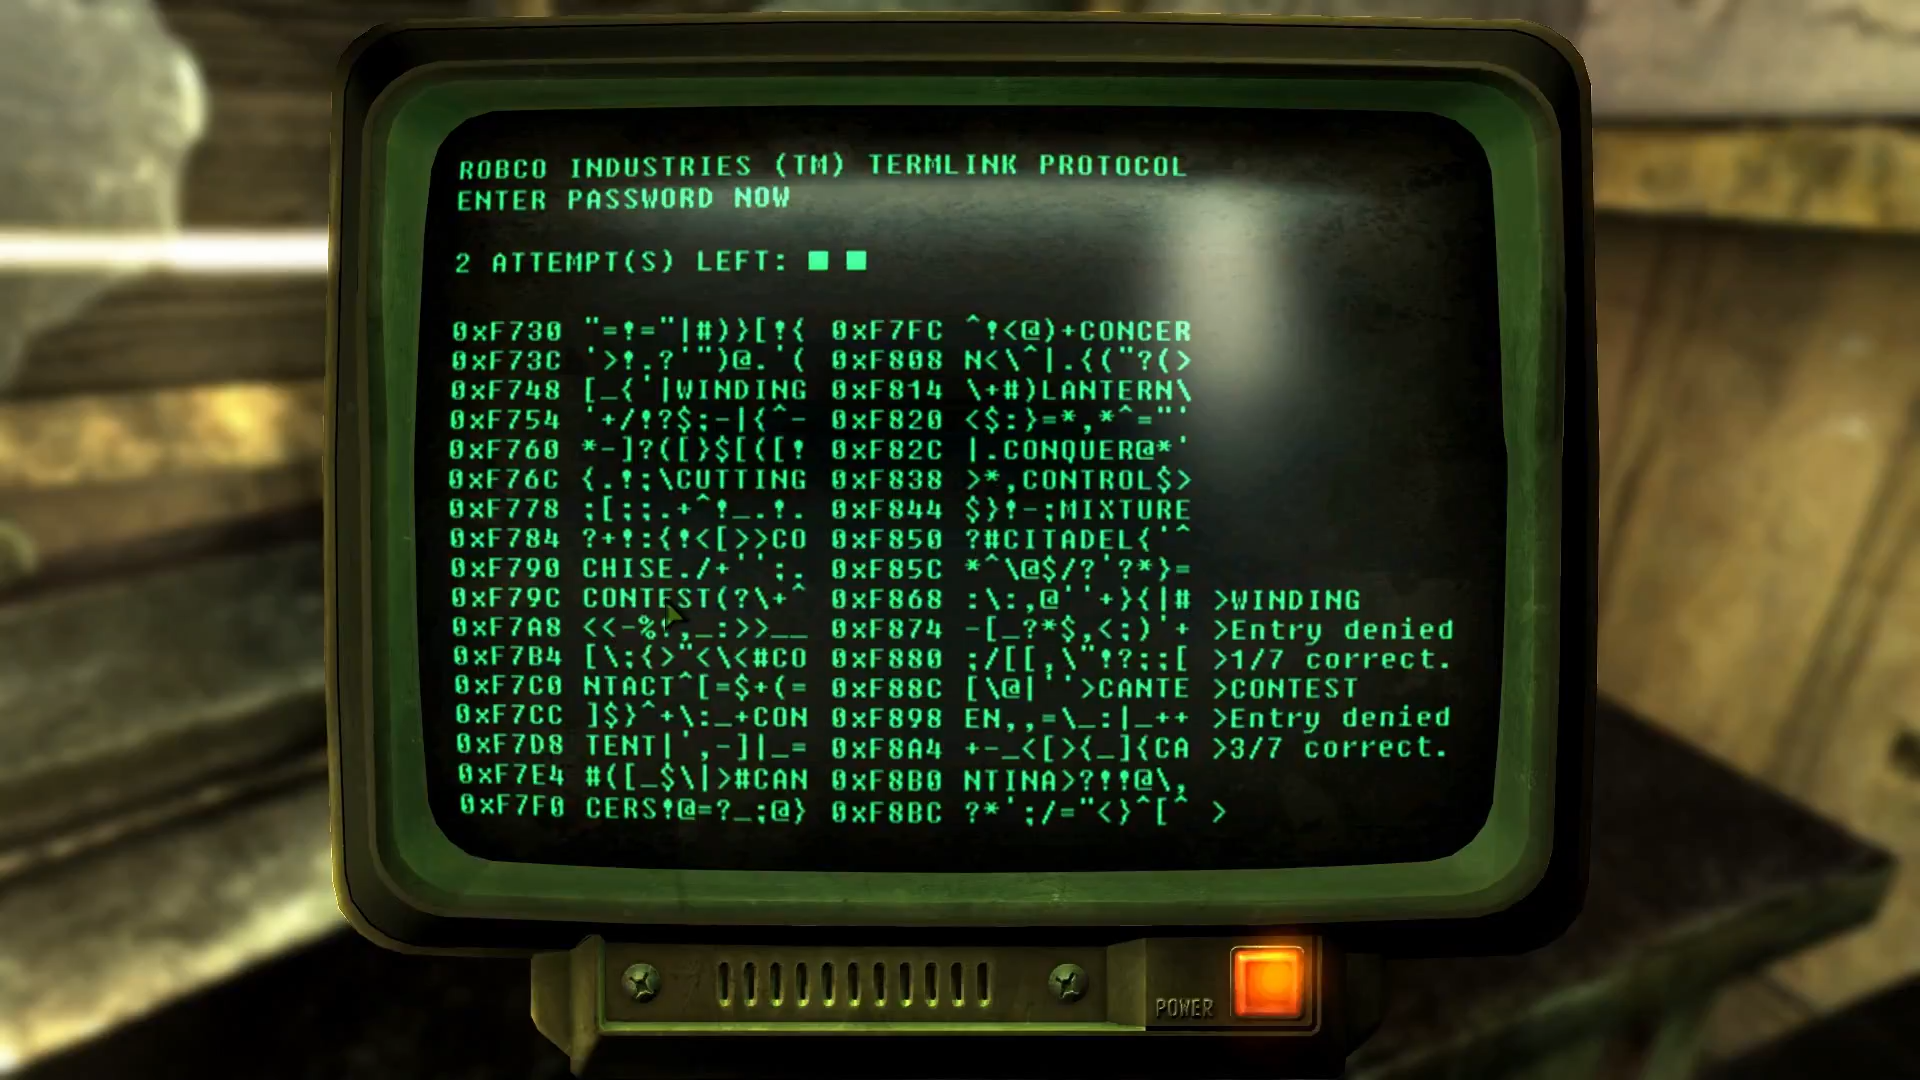 ROBCO INDUSTRIES (TM) TERMLINK PROTOCOL
ENTER PASSWORD NOW
2 ATTEMPT(S) LEFT: ■ ■
0xF730 "=!="|#)}[!{ 0xF7FC ^!<@)+CONCER
0xF73C '>!.?'")@.'( 0xF808 N<\^|.{("?(>
0xF748 [_{'|WINDING 0xF814 \+#)LANTERN\
0xF754 '+/!?$;-|{^- 0xF820 <$:}=*,*^="'
0xF760 *-]?([}$[([! 0xF82C |.CONQUER@*'
0xF76C {.!;\CUTTING 0xF838 >*,CONTROL$>
0xF778 ;[;;.+^!_.!. 0xF844 $}!-;MIXTURE
0xF784 ?+!:{!<[>>CO 0xF850 ?#CITADEL{'^
0xF790 CHISE./+'';. 0xF85C *^\@$/?'?*}=
0xF79C CONTEST(?\+^ 0xF868 :\:,@''+}{|# >WINDING
0xF7A8 <<-%!,_:>>__ 0xF874 -[_?*$,<;)'+ >Entry denied
0xF7B4 [\;{>"<\<#CO 0xF880 ;/[[,\"!?;;[ >1/7 correct.
0xF7C0 NTACT^[=$+(= 0xF88C [\@|''>CANTE >CONTEST
0xF7CC ]$}^+\:_+CON 0xF898 EN,,=\_:|_++ >Entry denied
0xF7D8 TENT|',-]|_= 0xF8A4 +-_<[>{_]{CA >3/7 correct.
0xF7E4 #([_$\|>#CAN 0xF8B0 NTINA>?!!@\,
0xF7F0 CERS!@=?_;@} 0xF8BC ?*';/="<}^[^ >
POWER